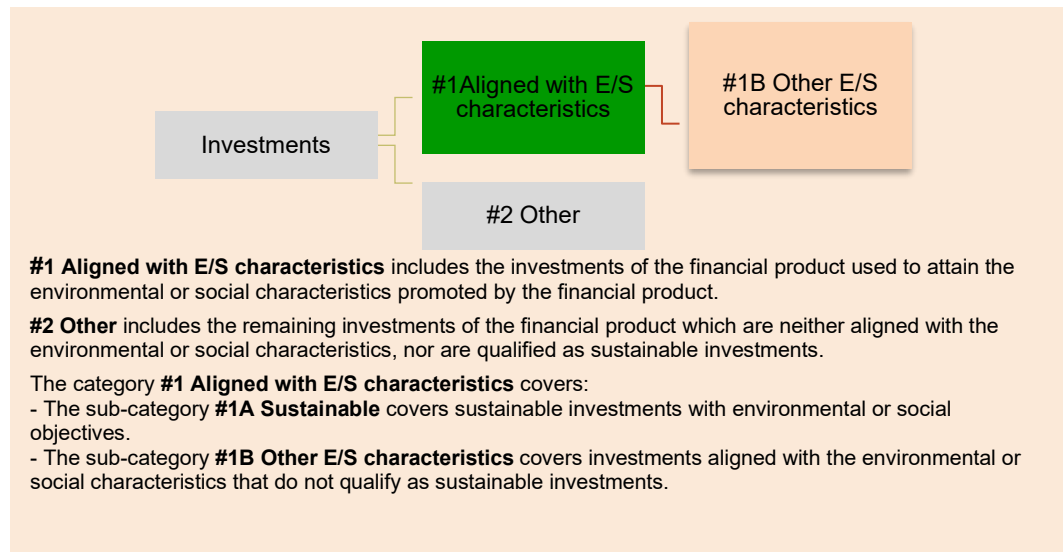 #1Aligned with E/S
characteristics
#1B Other E/S
characteristics
Investments
#2 Other
#1 Aligned with E/S characteristics includes the investments of the financial product used to attain the
environmental or social characteristics promoted by the financial product.
#2 Other includes the remaining investments of the financial product which are neither aligned with the
environmental or social characteristics, nor are qualified as sustainable investments.
The category #1 Aligned with E/S characteristics covers:
- The sub-category #1A Sustainable covers sustainable investments with environmental or social
objectives.
- The sub-category #1B Other E/S characteristics covers investments aligned with the environmental or
social characteristics that do not qualify as sustainable investments.